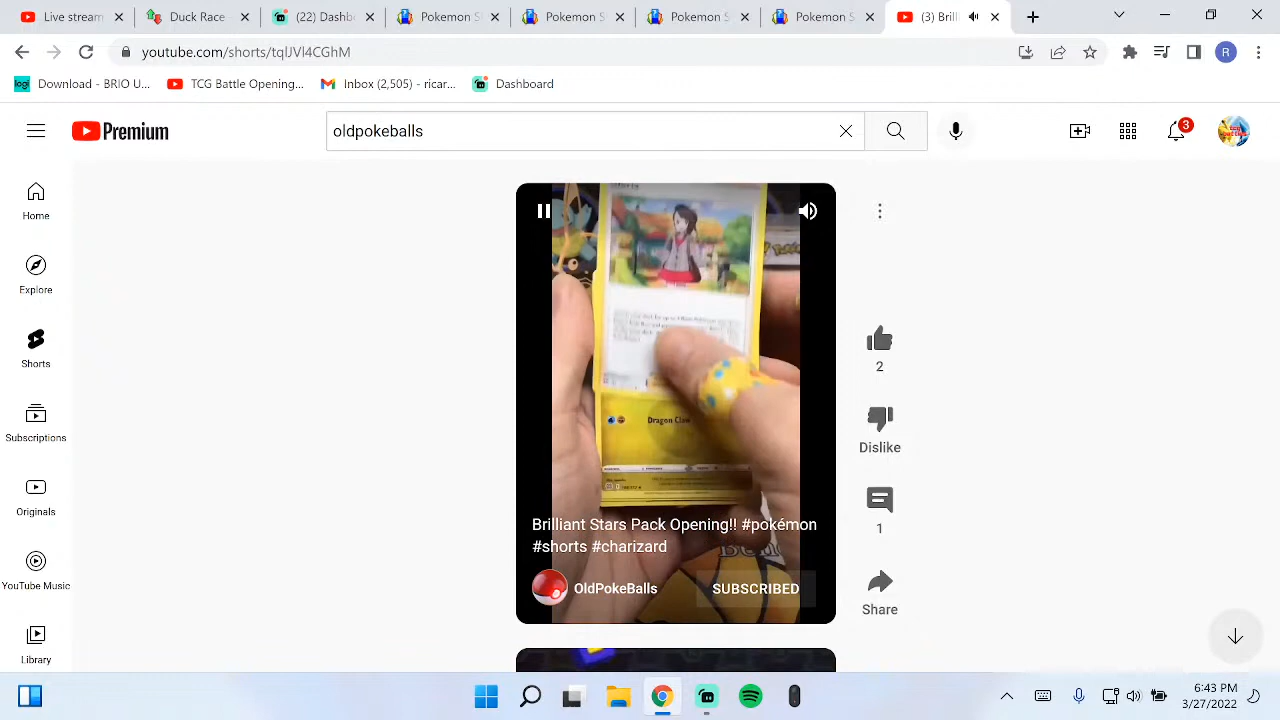 Live stream
Duck Race
(22) Dashb
Pokemon S
Pokemon S
Pokemon S
Pokemon S
(3) Brill
youtube.com/shorts/tqUVl4CGhM
R
logi Download - BRIO U...
TCG Battle Opening...
Inbox (2,505) - ricar...
Dashboard
Premium
oldpokeballs
3
Home
Explore
Shorts
Subscriptions
Originals
YouTube Music
Library
Dragon Claw
Brilliant Stars Pack Opening!! #pokémon
#shorts #charizard
OldPokeBalls
SUBSCRIBED
2
Dislike
1
Share
6:43 PM
3/27/2022